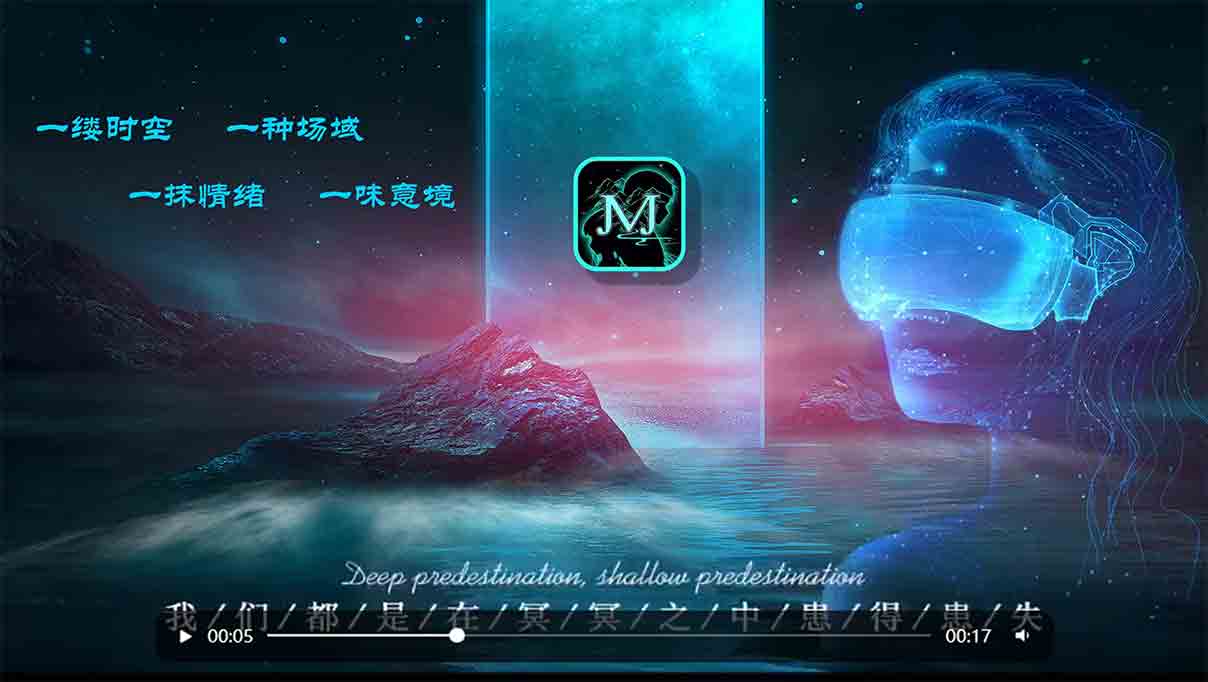 一缕时空 一种场域
一抹情绪 一味意境
MJ
Deep predestination, shallow predestination
我/们/都/是/在/冥/冥/之/中/患/得/患/失
00:05 00:17